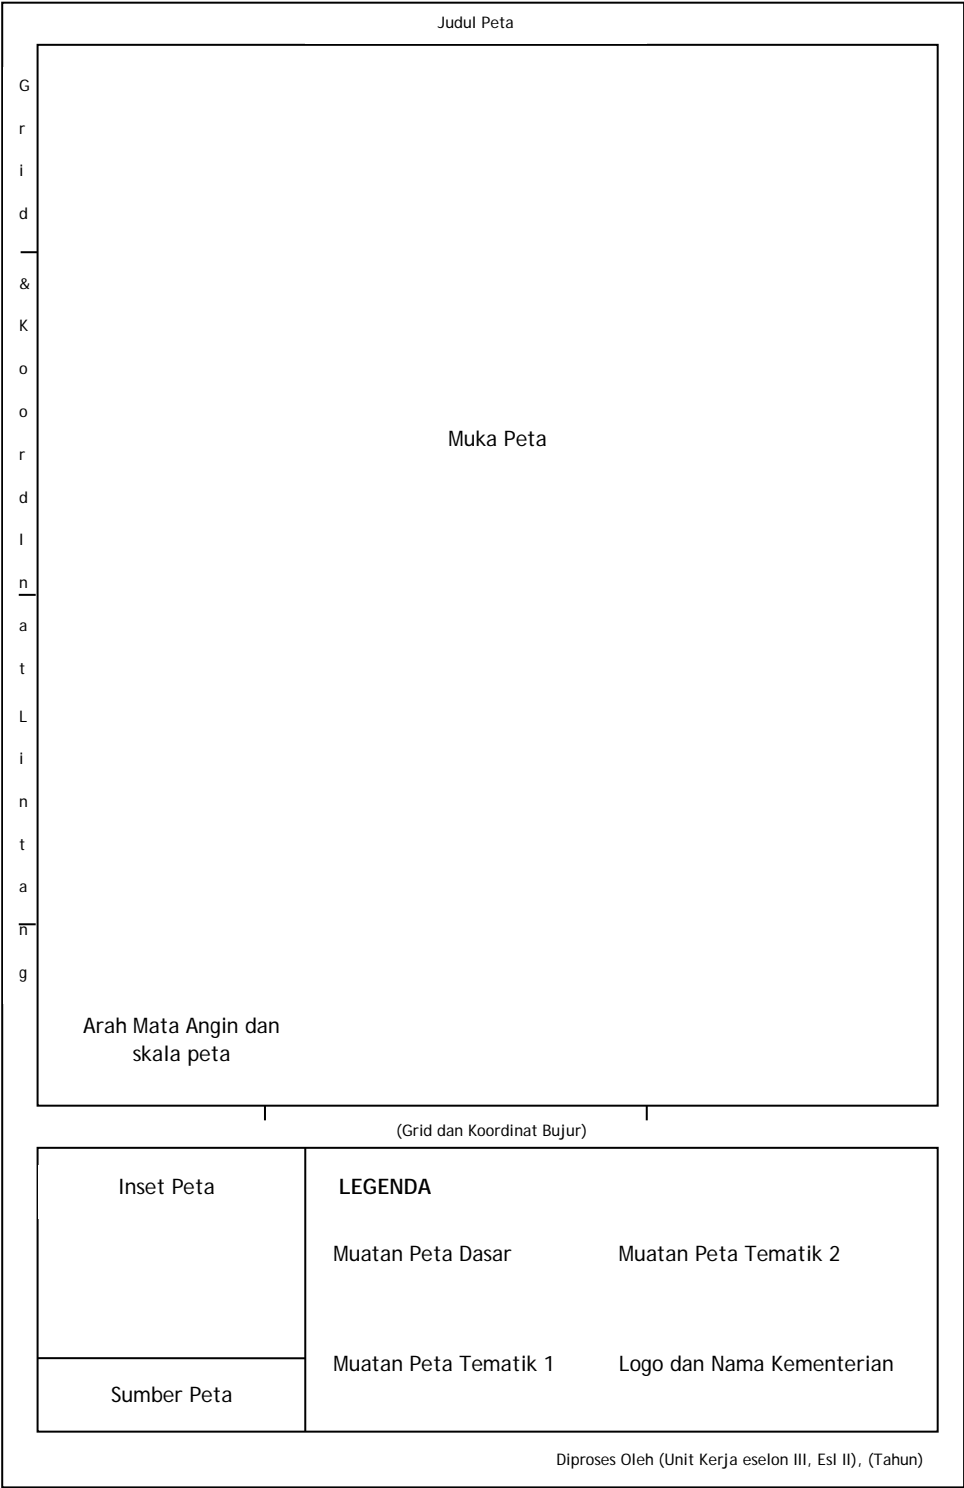 Judul Peta
Grid & KoordInat Lintang
Muka Peta
Arah Mata Angin dan
skala peta
(Grid dan Koordinat Bujur)
Inset Peta
LEGENDA
Muatan Peta Dasar
Muatan Peta Tematik 2
Muatan Peta Tematik 1
Logo dan Nama Kementerian
Sumber Peta
Diproses Oleh (Unit Kerja eselon III, Esl II), (Tahun)